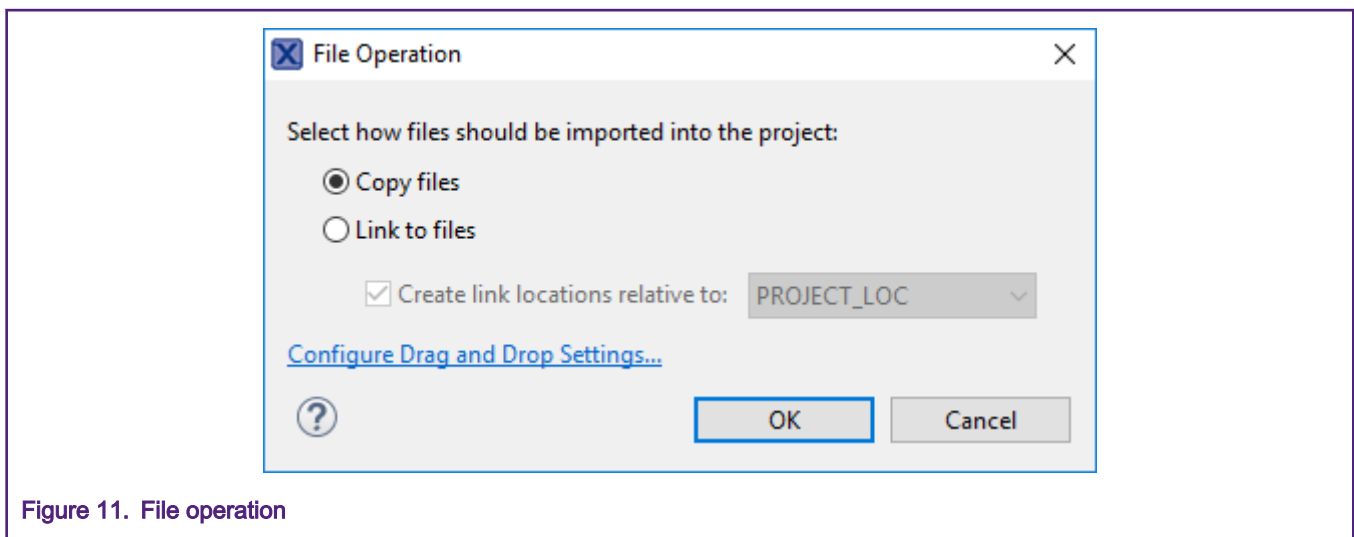 File Operation
Select how files should be imported into the project:
Copy files
Link to files
Create link locations relative to: PROJECT_LOC
Configure Drag and Drop Settings...
OK Cancel
Figure 11. File operation